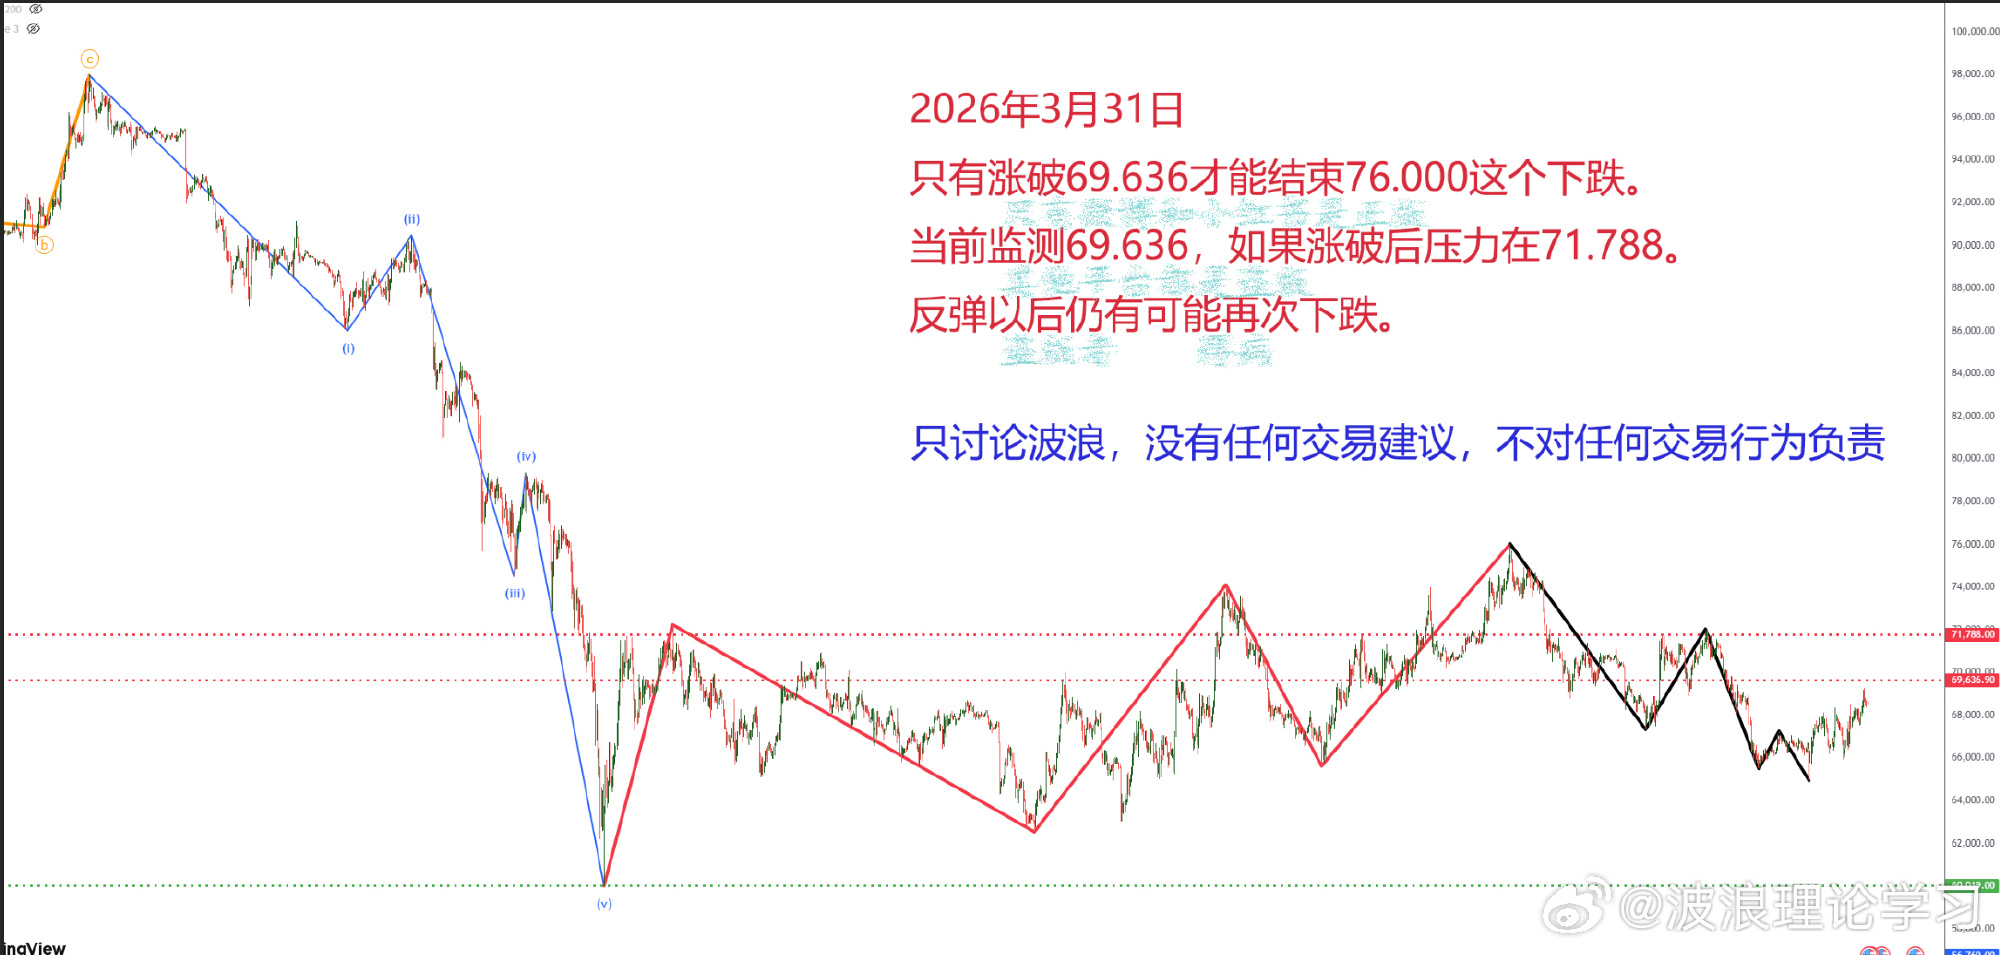 200
e 3
c
b
(i)
(ii)
(iii)
(iv)
(v)
2026年3月31日
只有涨破69.636才能结束76.000这个下跌。
当前监测69.636，如果涨破后压力在71.788。
反弹以后仍有可能再次下跌。
只讨论波浪，没有任何交易建议，不对任何交易行为负责
100,000.00
98,000.00
96,000.00
94,000.00
92,000.00
90,000.00
88,000.00
86,000.00
84,000.00
82,000.00
80,000.00
78,000.00
76,000.00
74,000.00
71,788.00
70,000.00
69,636.90
68,000.00
66,000.00
64,000.00
62,000.00
@波浪理论学习
ingView